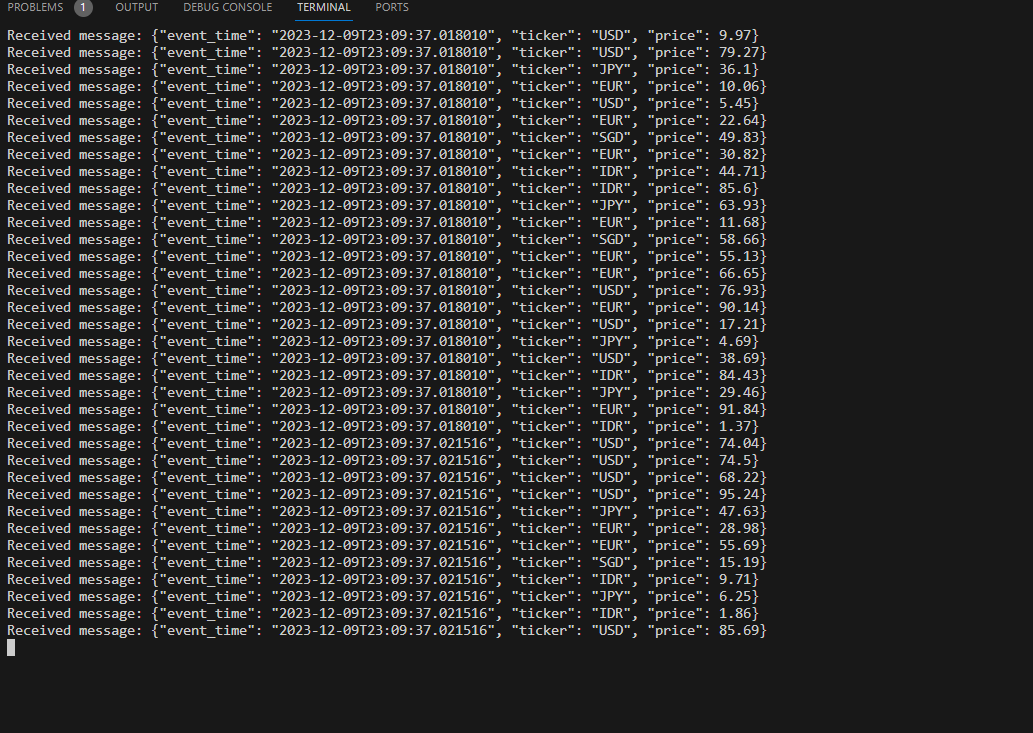 PROBLEMS 1 OUTPUT DEBUG CONSOLE TERMINAL PORTS
Received message: {"event_time": "2023-12-09T23:09:37.018010", "ticker": "USD", "price": 9.97}
Received message: {"event_time": "2023-12-09T23:09:37.018010", "ticker": "USD", "price": 79.27}
Received message: {"event_time": "2023-12-09T23:09:37.018010", "ticker": "JPY", "price": 36.1}
Received message: {"event_time": "2023-12-09T23:09:37.018010", "ticker": "EUR", "price": 10.06}
Received message: {"event_time": "2023-12-09T23:09:37.018010", "ticker": "USD", "price": 5.45}
Received message: {"event_time": "2023-12-09T23:09:37.018010", "ticker": "EUR", "price": 22.64}
Received message: {"event_time": "2023-12-09T23:09:37.018010", "ticker": "SGD", "price": 49.83}
Received message: {"event_time": "2023-12-09T23:09:37.018010", "ticker": "EUR", "price": 30.82}
Received message: {"event_time": "2023-12-09T23:09:37.018010", "ticker": "IDR", "price": 44.71}
Received message: {"event_time": "2023-12-09T23:09:37.018010", "ticker": "IDR", "price": 85.6}
Received message: {"event_time": "2023-12-09T23:09:37.018010", "ticker": "JPY", "price": 63.93}
Received message: {"event_time": "2023-12-09T23:09:37.018010", "ticker": "EUR", "price": 11.68}
Received message: {"event_time": "2023-12-09T23:09:37.018010", "ticker": "SGD", "price": 58.66}
Received message: {"event_time": "2023-12-09T23:09:37.018010", "ticker": "EUR", "price": 55.13}
Received message: {"event_time": "2023-12-09T23:09:37.018010", "ticker": "EUR", "price": 66.65}
Received message: {"event_time": "2023-12-09T23:09:37.018010", "ticker": "USD", "price": 76.93}
Received message: {"event_time": "2023-12-09T23:09:37.018010", "ticker": "EUR", "price": 90.14}
Received message: {"event_time": "2023-12-09T23:09:37.018010", "ticker": "USD", "price": 17.21}
Received message: {"event_time": "2023-12-09T23:09:37.018010", "ticker": "JPY", "price": 4.69}
Received message: {"event_time": "2023-12-09T23:09:37.018010", "ticker": "USD", "price": 38.69}
Received message: {"event_time": "2023-12-09T23:09:37.018010", "ticker": "IDR", "price": 84.43}
Received message: {"event_time": "2023-12-09T23:09:37.018010", "ticker": "JPY", "price": 29.46}
Received message: {"event_time": "2023-12-09T23:09:37.018010", "ticker": "EUR", "price": 91.84}
Received message: {"event_time": "2023-12-09T23:09:37.018010", "ticker": "IDR", "price": 1.37}
Received message: {"event_time": "2023-12-09T23:09:37.021516", "ticker": "USD", "price": 74.04}
Received message: {"event_time": "2023-12-09T23:09:37.021516", "ticker": "USD", "price": 74.5}
Received message: {"event_time": "2023-12-09T23:09:37.021516", "ticker": "USD", "price": 68.22}
Received message: {"event_time": "2023-12-09T23:09:37.021516", "ticker": "USD", "price": 95.24}
Received message: {"event_time": "2023-12-09T23:09:37.021516", "ticker": "JPY", "price": 47.63}
Received message: {"event_time": "2023-12-09T23:09:37.021516", "ticker": "EUR", "price": 28.98}
Received message: {"event_time": "2023-12-09T23:09:37.021516", "ticker": "EUR", "price": 55.69}
Received message: {"event_time": "2023-12-09T23:09:37.021516", "ticker": "SGD", "price": 15.19}
Received message: {"event_time": "2023-12-09T23:09:37.021516", "ticker": "IDR", "price": 9.71}
Received message: {"event_time": "2023-12-09T23:09:37.021516", "ticker": "JPY", "price": 6.25}
Received message: {"event_time": "2023-12-09T23:09:37.021516", "ticker": "IDR", "price": 1.86}
Received message: {"event_time": "2023-12-09T23:09:37.021516", "ticker": "USD", "price": 85.69}